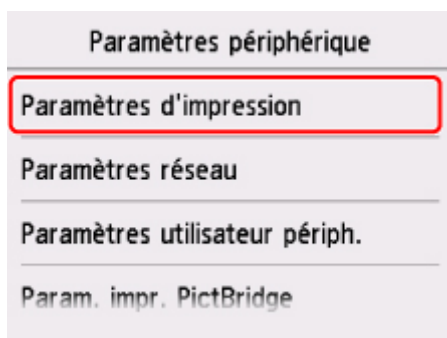 Paramètres périphérique
Paramètres d'impression
Paramètres réseau
Paramètres utilisateur périph.
Param. impr. PictBridge